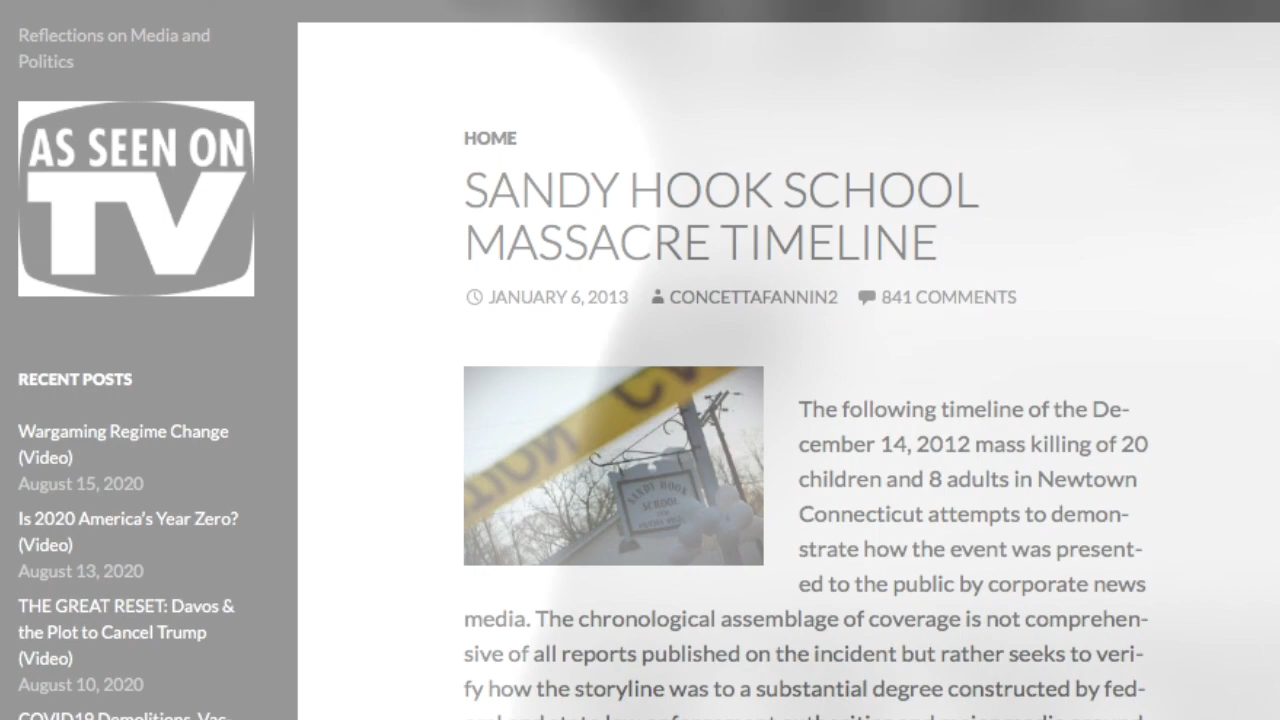 Reflections on Media and
Politics
AS SEEN ON
TV
RECENT POSTS
Wargaming Regime Change
(Video)
August 15, 2020
Is 2020 America's Year Zero?
(Video)
August 13, 2020
THE GREAT RESET: Davos &
the Plot to Cancel Trump
(Video)
August 10, 2020
COVID19 Demolitions, Vac-
HOME
SANDY HOOK SCHOOL
MASSACRE TIMELINE
JANUARY 6, 2013 CONCETTAFANNIN2 841 COMMENTS
SANDY HOOK
SCHOOL
The following timeline of the De-
cember 14, 2012 mass killing of 20
children and 8 adults in Newtown
Connecticut attempts to demon-
strate how the event was present-
ed to the public by corporate news
media. The chronological assemblage of coverage is not comprehen-
sive of all reports published on the incident but rather seeks to veri-
fy how the storyline was to a substantial degree constructed by fed-